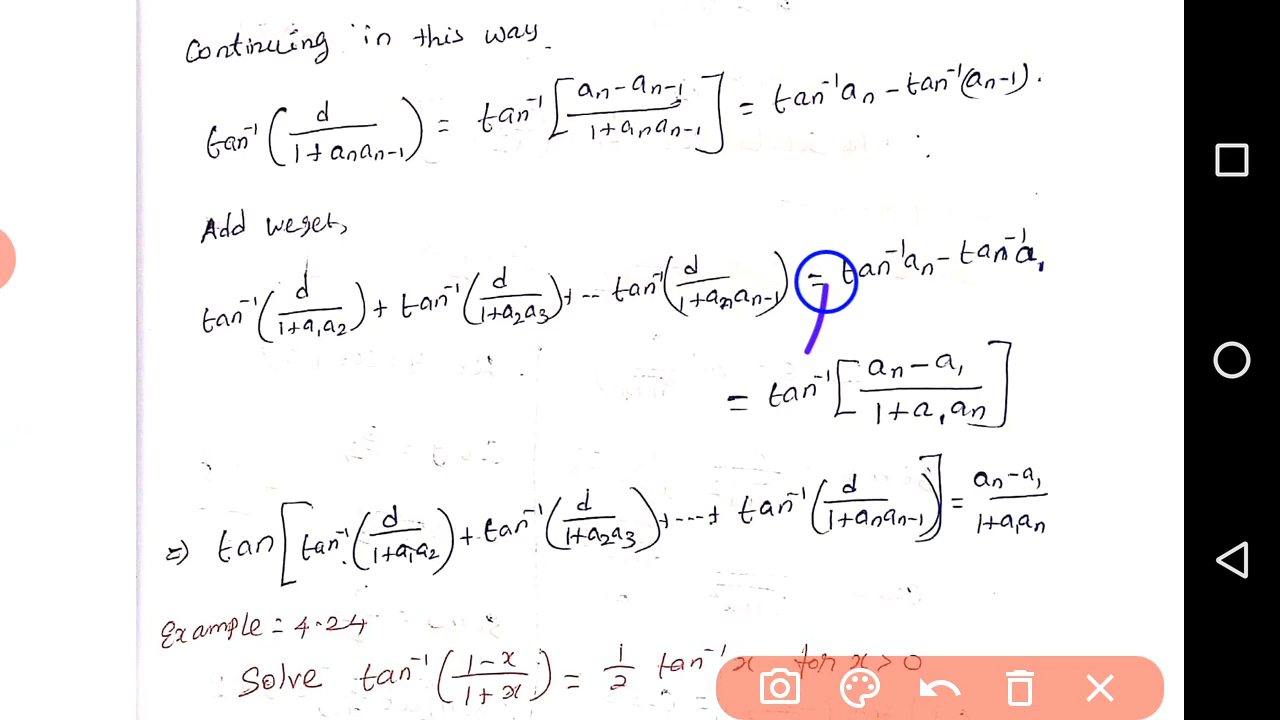 Continuing in this way
tan⁻¹(d/(1+aₙaₙ₋₁)) = tan⁻¹[(aₙ-aₙ₋₁)/(1+aₙaₙ₋₁)] = tan⁻¹aₙ - tan⁻¹(aₙ₋₁).
Add weget,
tan⁻¹(d/(1+a₁a₂)) + tan⁻¹(d/(1+a₂a₃)) + -- tan⁻¹(d/(1+aₙaₙ₋₁)) = tan⁻¹aₙ - tan⁻¹a₁
= tan⁻¹[(aₙ-a₁)/(1+a₁aₙ)]
=) tan[tan⁻¹(d/(1+a₁a₂)) + tan⁻¹(d/(1+a₂a₃)) + ---- + tan⁻¹(d/(1+aₙaₙ₋₁))] = (aₙ-a₁)/(1+a₁aₙ)
Example = 4.24
Solve tan⁻¹((1-x)/(1+x)) = 1/2 tan⁻¹x for x > 0